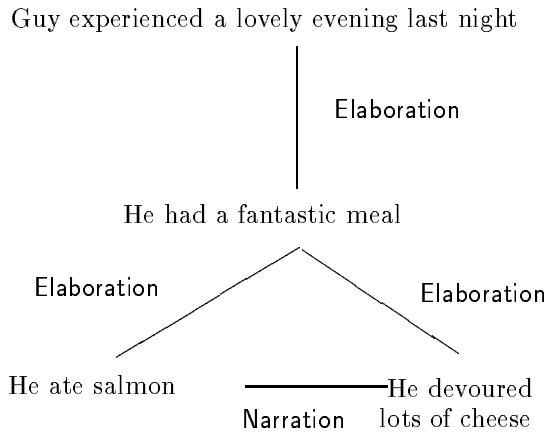 Guy experienced a lovely evening last night
Elaboration
He had a fantastic meal
Elaboration
Elaboration
He ate salmon
He devoured
lots of cheese
Narration